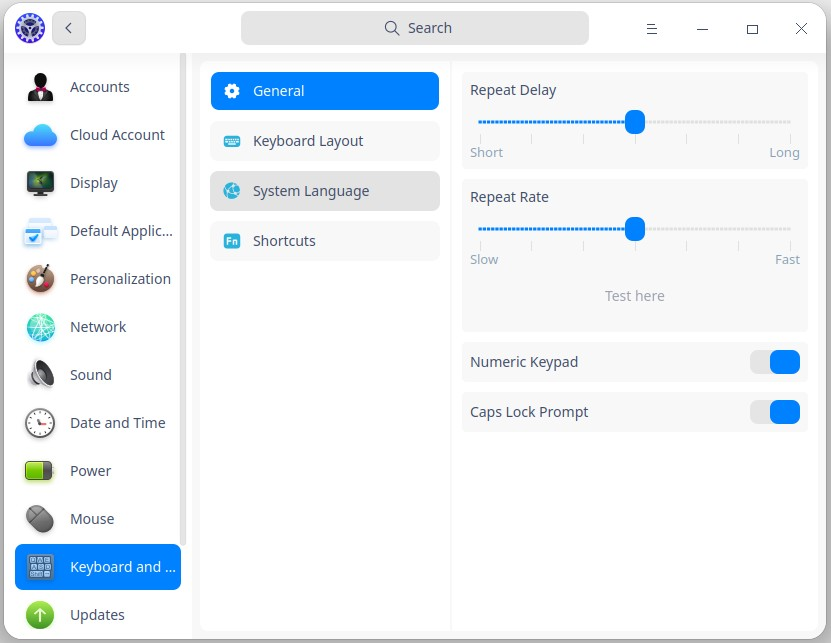 Search
Accounts
Cloud Account
Display
Default Applic...
Personalization
Network
Sound
Date and Time
Power
Mouse
Keyboard and ...
Updates
General
Keyboard Layout
System Language
Fn Shortcuts
Repeat Delay
Short Long
Repeat Rate
Slow Fast
Test here
Numeric Keypad
Caps Lock Prompt